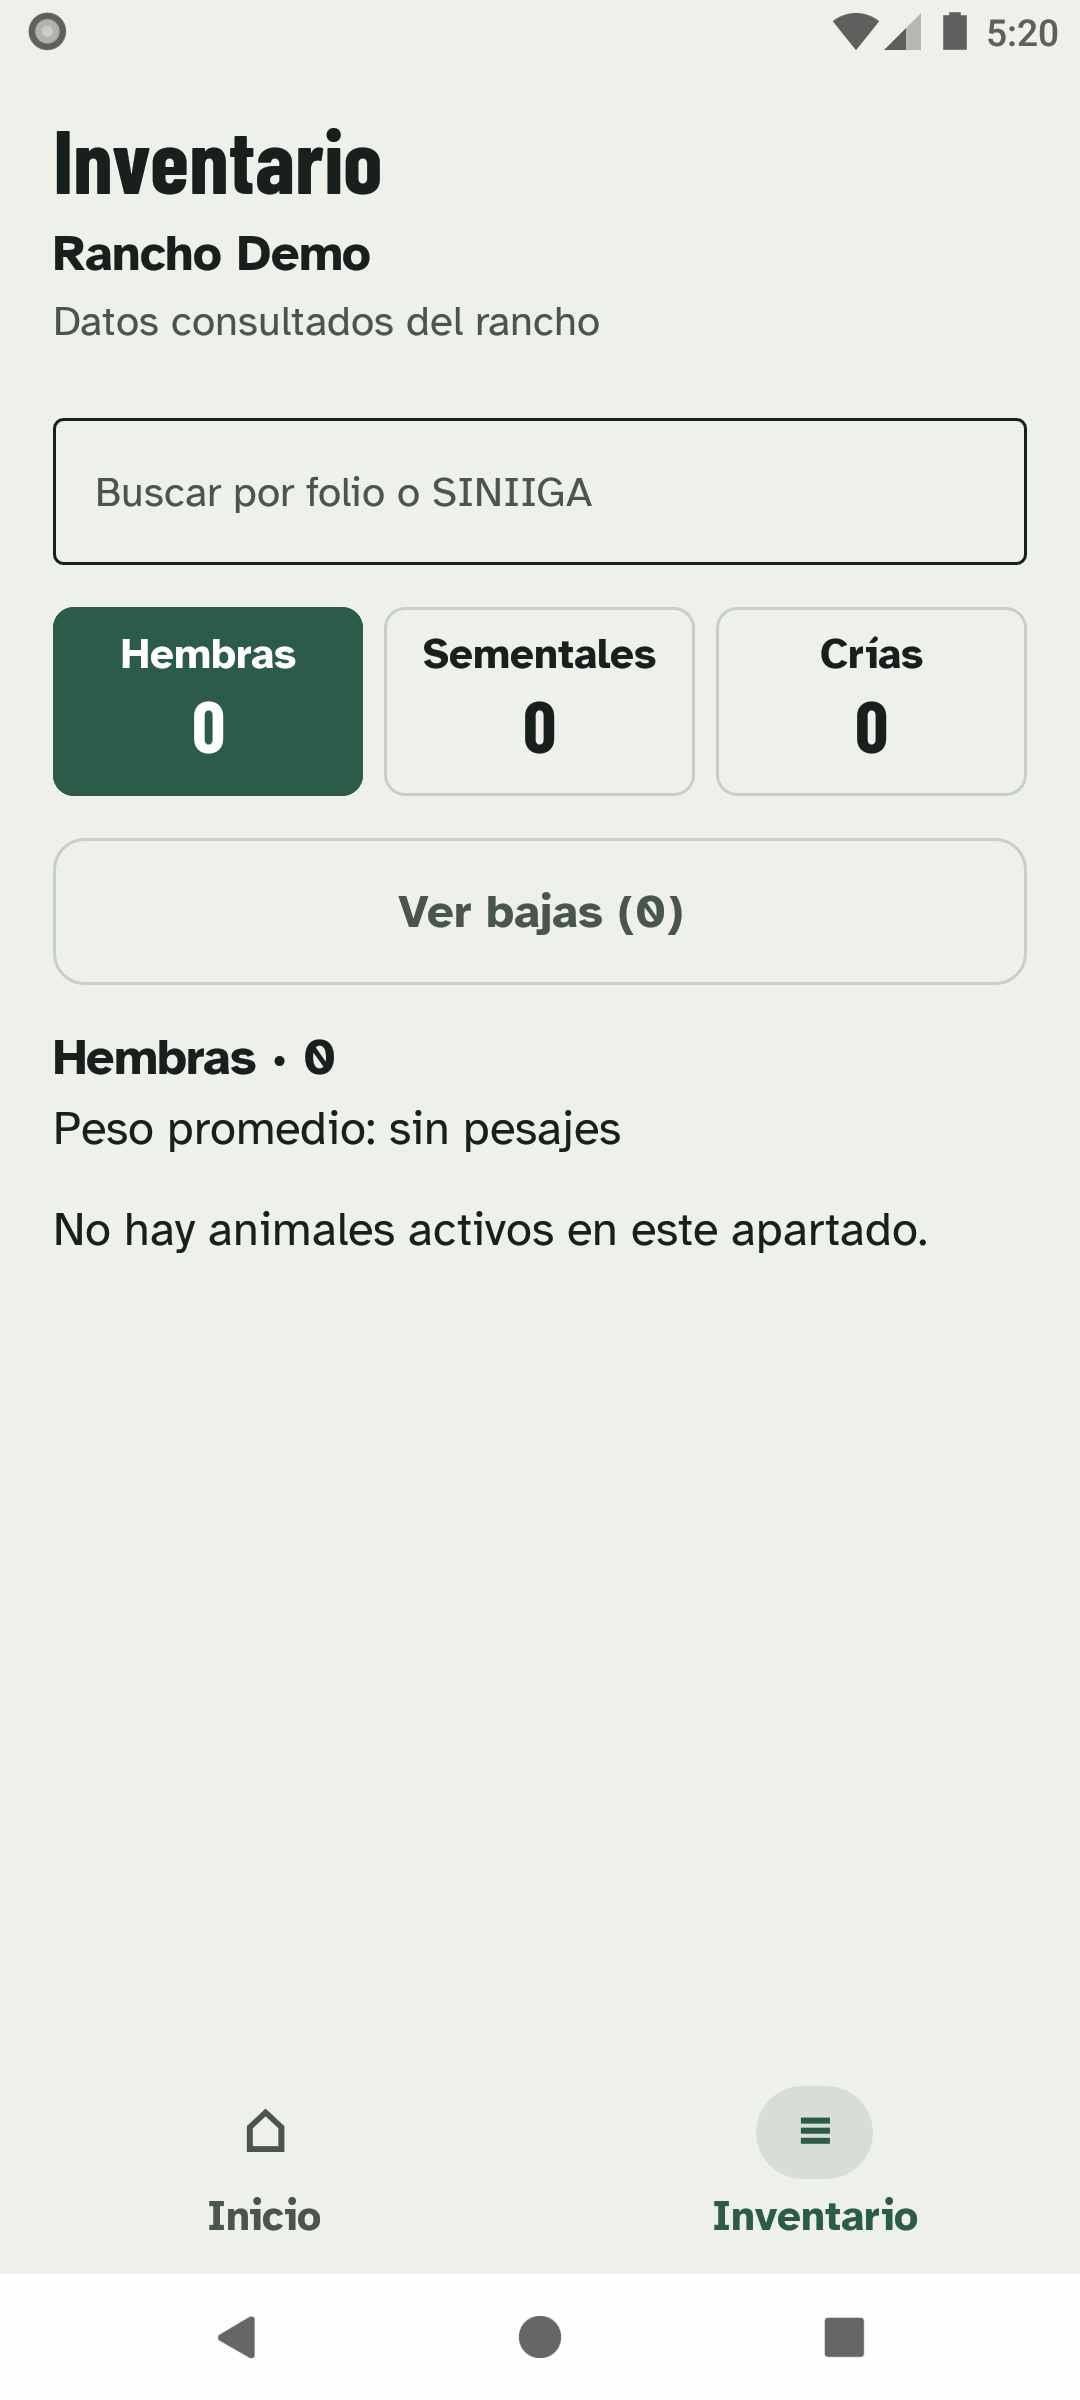 5:20
Inventario
Rancho Demo
Datos consultados del rancho
Buscar por folio o SINIIGA
Hembras
0
Sementales
0
Crías
0
Ver bajas (0)
Hembras · 0
Peso promedio: sin pesajes
No hay animales activos en este apartado.
Inicio
Inventario